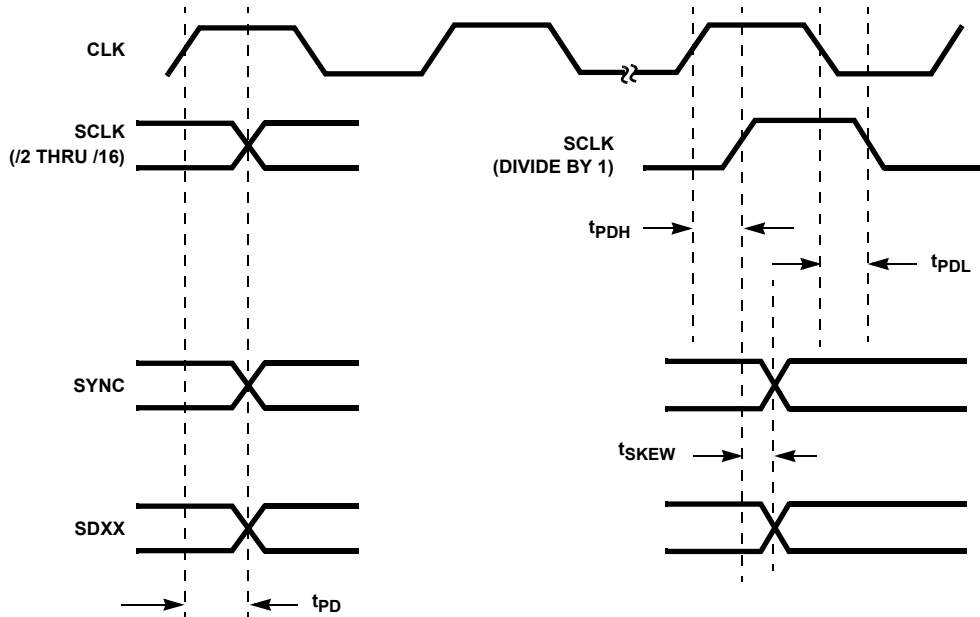 CLK
SCLK
(/2 THRU /16)
SCLK
(DIVIDE BY 1)
tPDH
tPDL
SYNC
tSKEW
SDXX
tPD